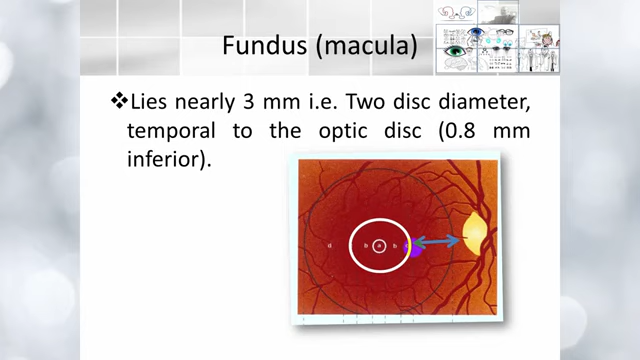 Fundus (macula)
❖Lies nearly 3 mm i.e. Two disc diameter,
temporal to the optic disc (0.8 mm
inferior).
d b a b